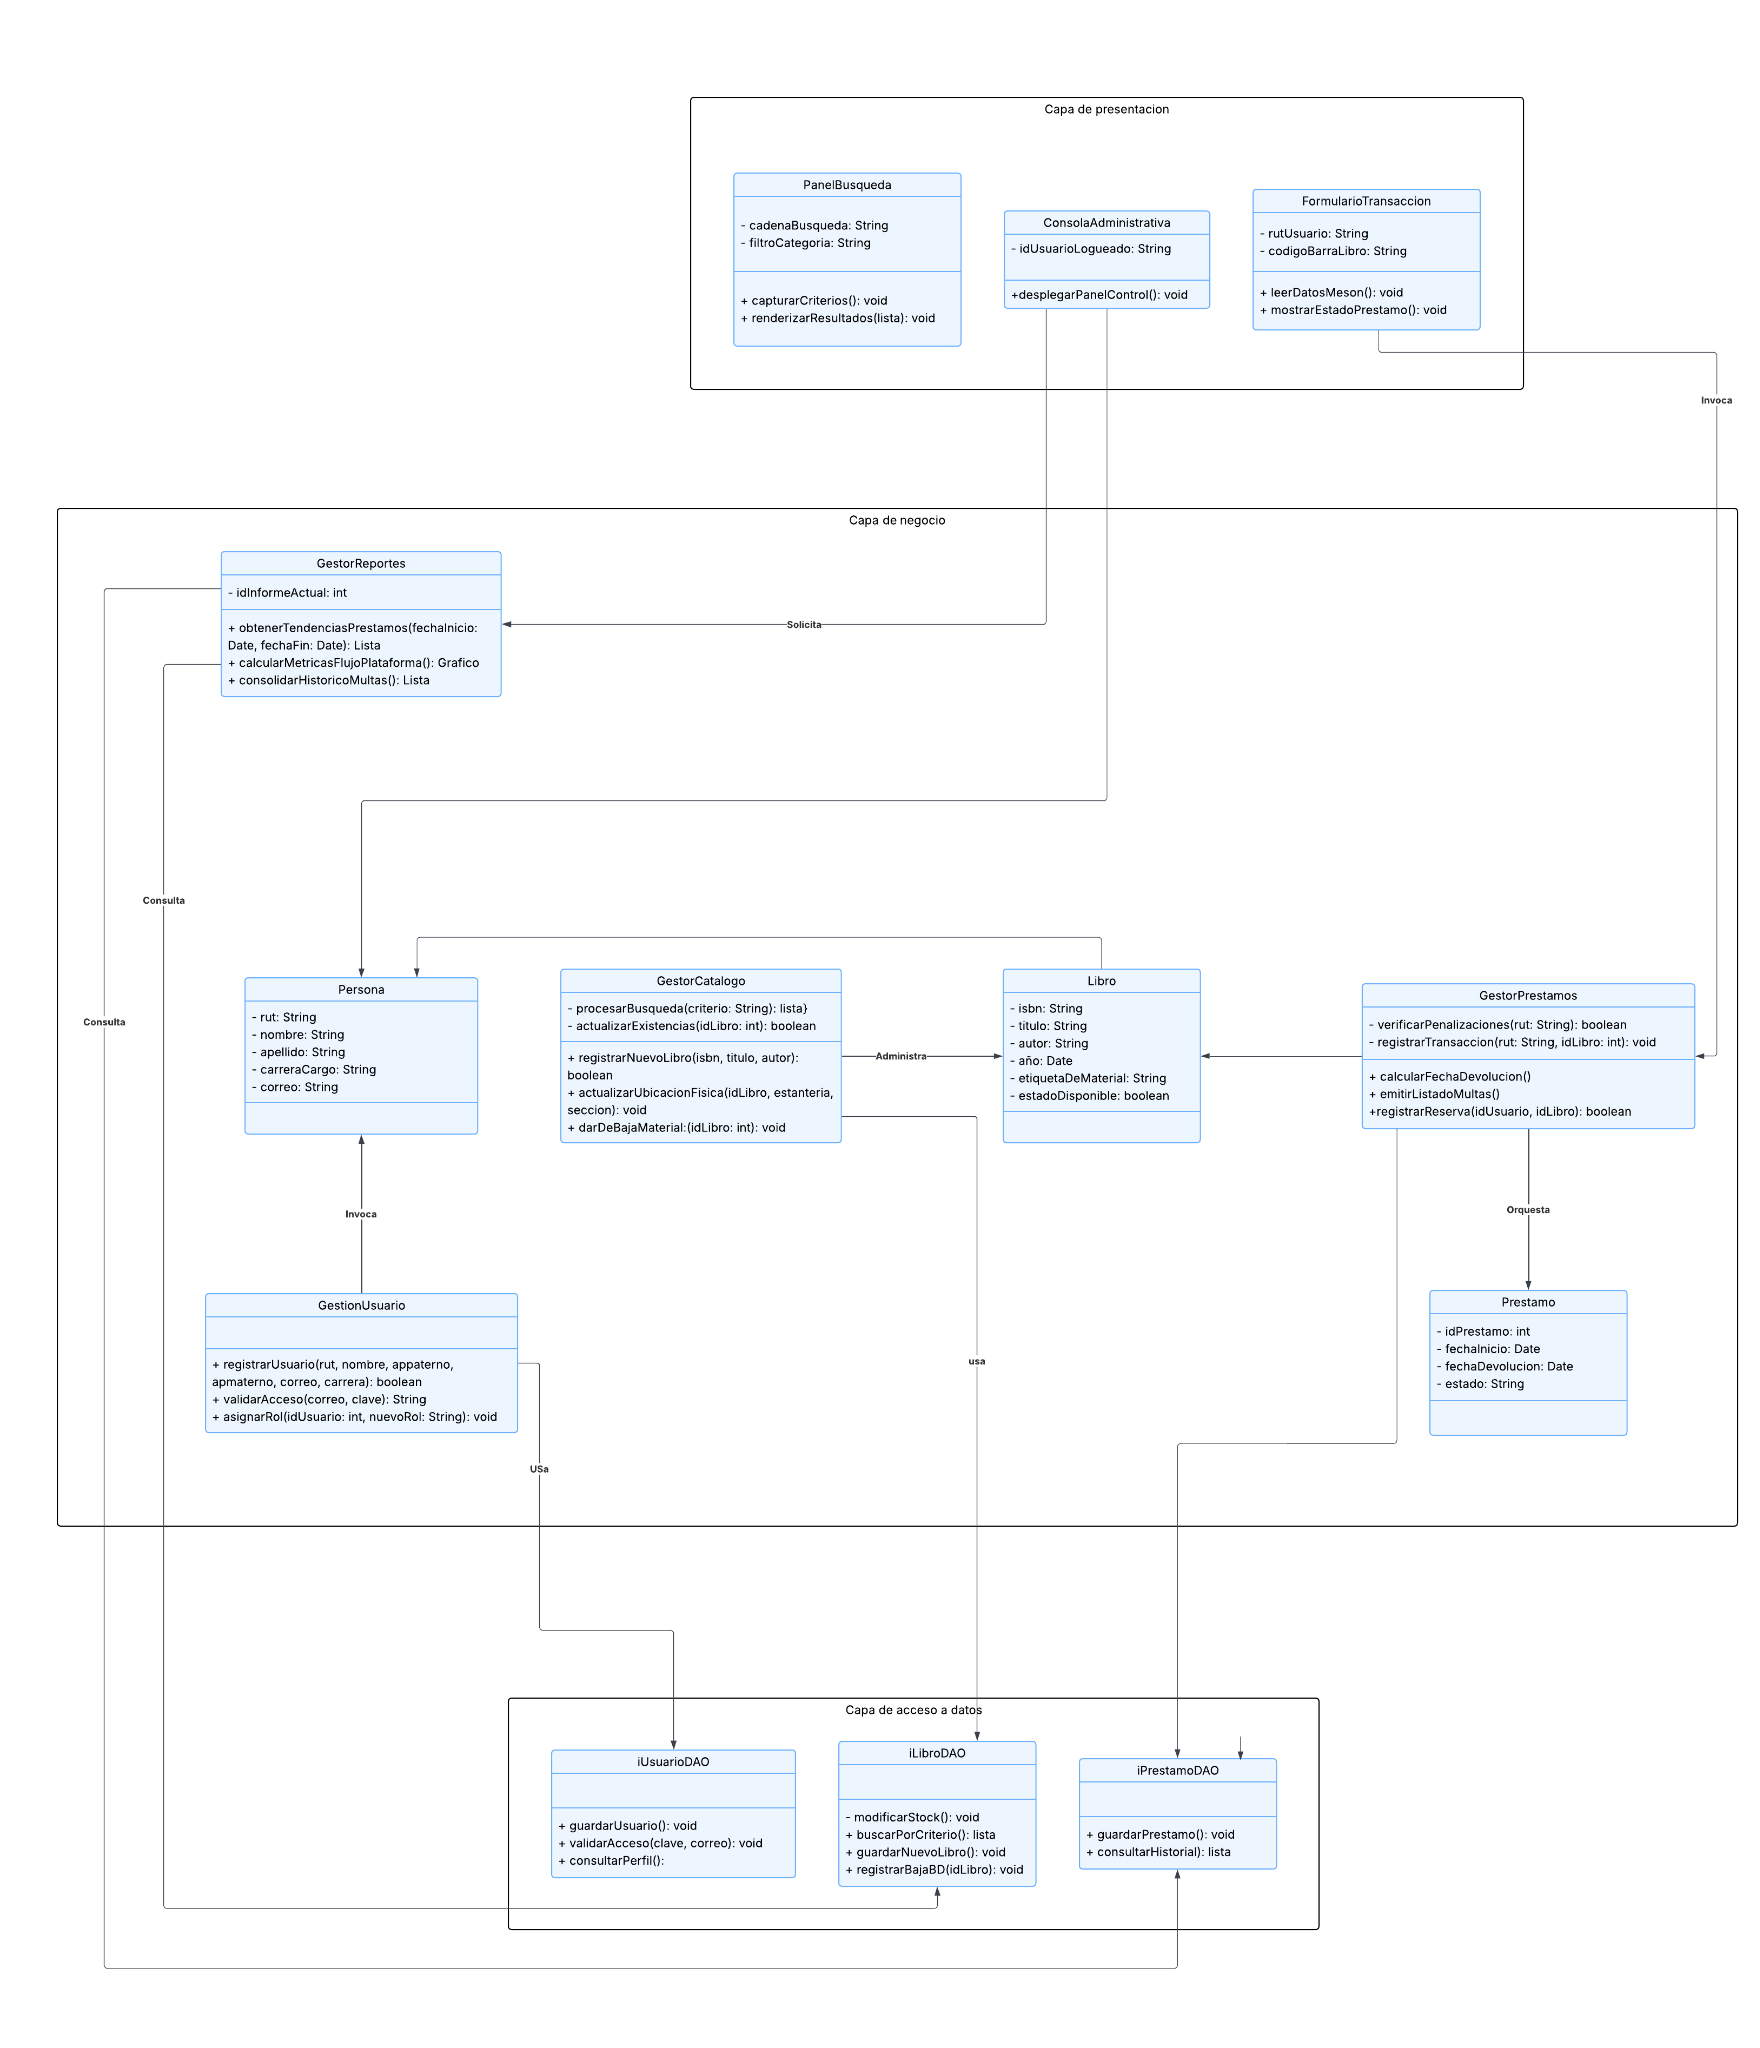 Capa de presentacion
PanelBusqueda
- cadenaBusqueda: String
- filtroCategoria: String
+ capturarCriterios(): void
+ renderizarResultados(lista): void
ConsolaAdministrativa
- idUsuarioLogueado: String
+desplegarPanelControl(): void
FormularioTransaccion
- rutUsuario: String
- codigoBarraLibro: String
+ leerDatosMeson(): void
+ mostrarEstadoPrestamo(): void
Invoca
Capa de negocio
GestorReportes
- idInformeActual: int
+ obtenerTendenciasPrestamos(fechaInicio:
Date, fechaFin: Date): Lista
+ calcularMetricasFlujoPlataforma(): Grafico
+ consolidarHistoricoMultas(): Lista
Solicita
Consulta
Consulta
Persona
- rut: String
- nombre: String
- apellido: String
- carreraCargo: String
- correo: String
GestorCatalogo
- procesarBusqueda(criterio: String): lista}
- actualizarExistencias(idLibro: int): boolean
+ registrarNuevoLibro(isbn, titulo, autor):
boolean
+ actualizarUbicacionFisica(idLibro, estanteria,
seccion): void
+ darDeBajaMaterial:(idLibro: int): void
Administra
Libro
- isbn: String
- titulo: String
- autor: String
- año: Date
- etiquetaDeMaterial: String
- estadoDisponible: boolean
GestorPrestamos
- verificarPenalizaciones(rut: String): boolean
- registrarTransaccion(rut: String, idLibro: int): void
+ calcularFechaDevolucion()
+ emitirListadoMultas()
+registrarReserva(idUsuario, idLibro): boolean
Invoca
Orquesta
GestionUsuario
+ registrarUsuario(rut, nombre, appaterno,
apmaterno, correo, carrera): boolean
+ validarAcceso(correo, clave): String
+ asignarRol(idUsuario: int, nuevoRol: String): void
usa
Prestamo
- idPrestamo: int
- fechaInicio: Date
- fechaDevolucion: Date
- estado: String
USa
Capa de acceso a datos
iUsuarioDAO
+ guardarUsuario(): void
+ validarAcceso(clave, correo): void
+ consultarPerfil():
iLibroDAO
- modificarStock(): void
+ buscarPorCriterio(): lista
+ guardarNuevoLibro(): void
+ registrarBajaBD(idLibro): void
iPrestamoDAO
+ guardarPrestamo(): void
+ consultarHistorial): lista